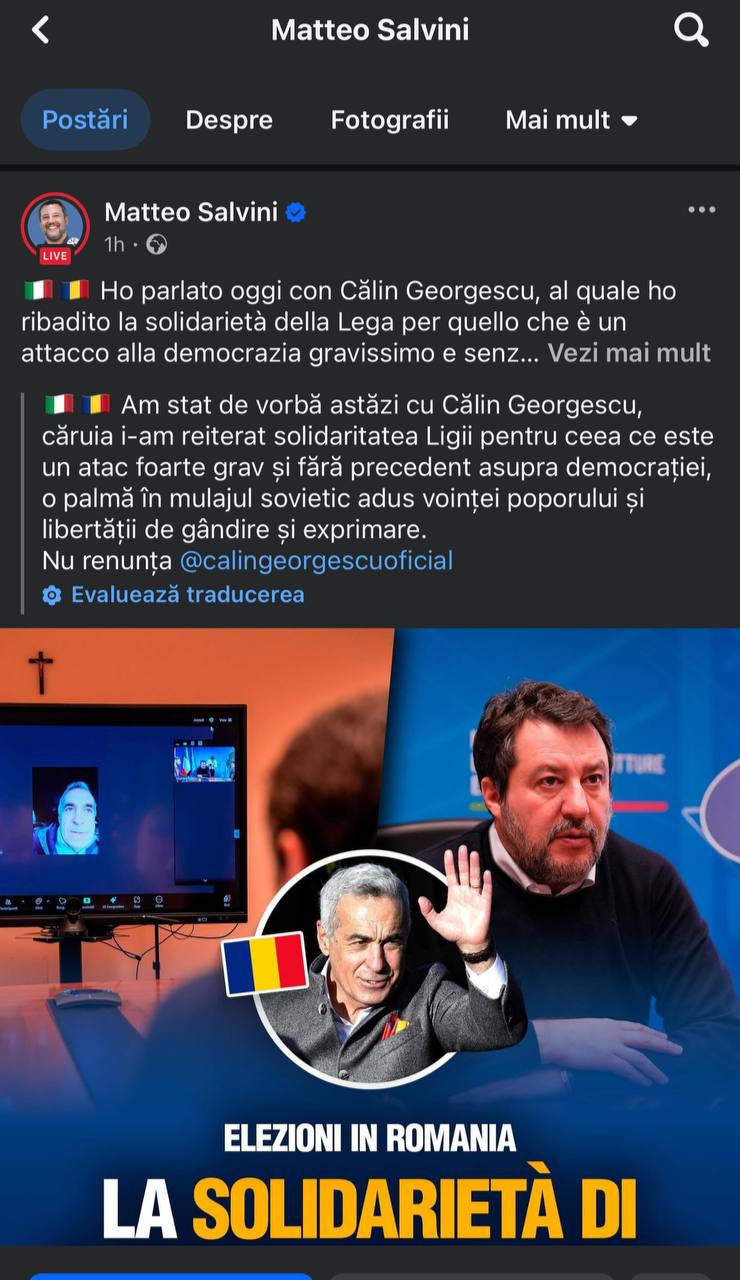 Matteo Salvini
Postări
Despre
Fotografii
Mai mult
Matteo Salvini
LIVE
1h ·
🇮🇹 🇷🇴 Ho parlato oggi con Călin Georgescu, al quale ho
ribadito la solidarietà della Lega per quello che è un
attacco alla democrazia gravissimo e senz... Vezi mai mult
🇮🇹 🇷🇴 Am stat de vorbă astăzi cu Călin Georgescu,
căruia i-am reiterat solidaritatea Ligii pentru ceea ce este
un atac foarte grav și fără precedent asupra democrației,
o palmă în mulajul sovietic adus voinței poporului și
libertății de gândire și exprimare.
Nu renunța @calingeorgescuoficial
Evaluează traducerea
ELEZIONI IN ROMANIA
LA SOLIDARIETÀ DI